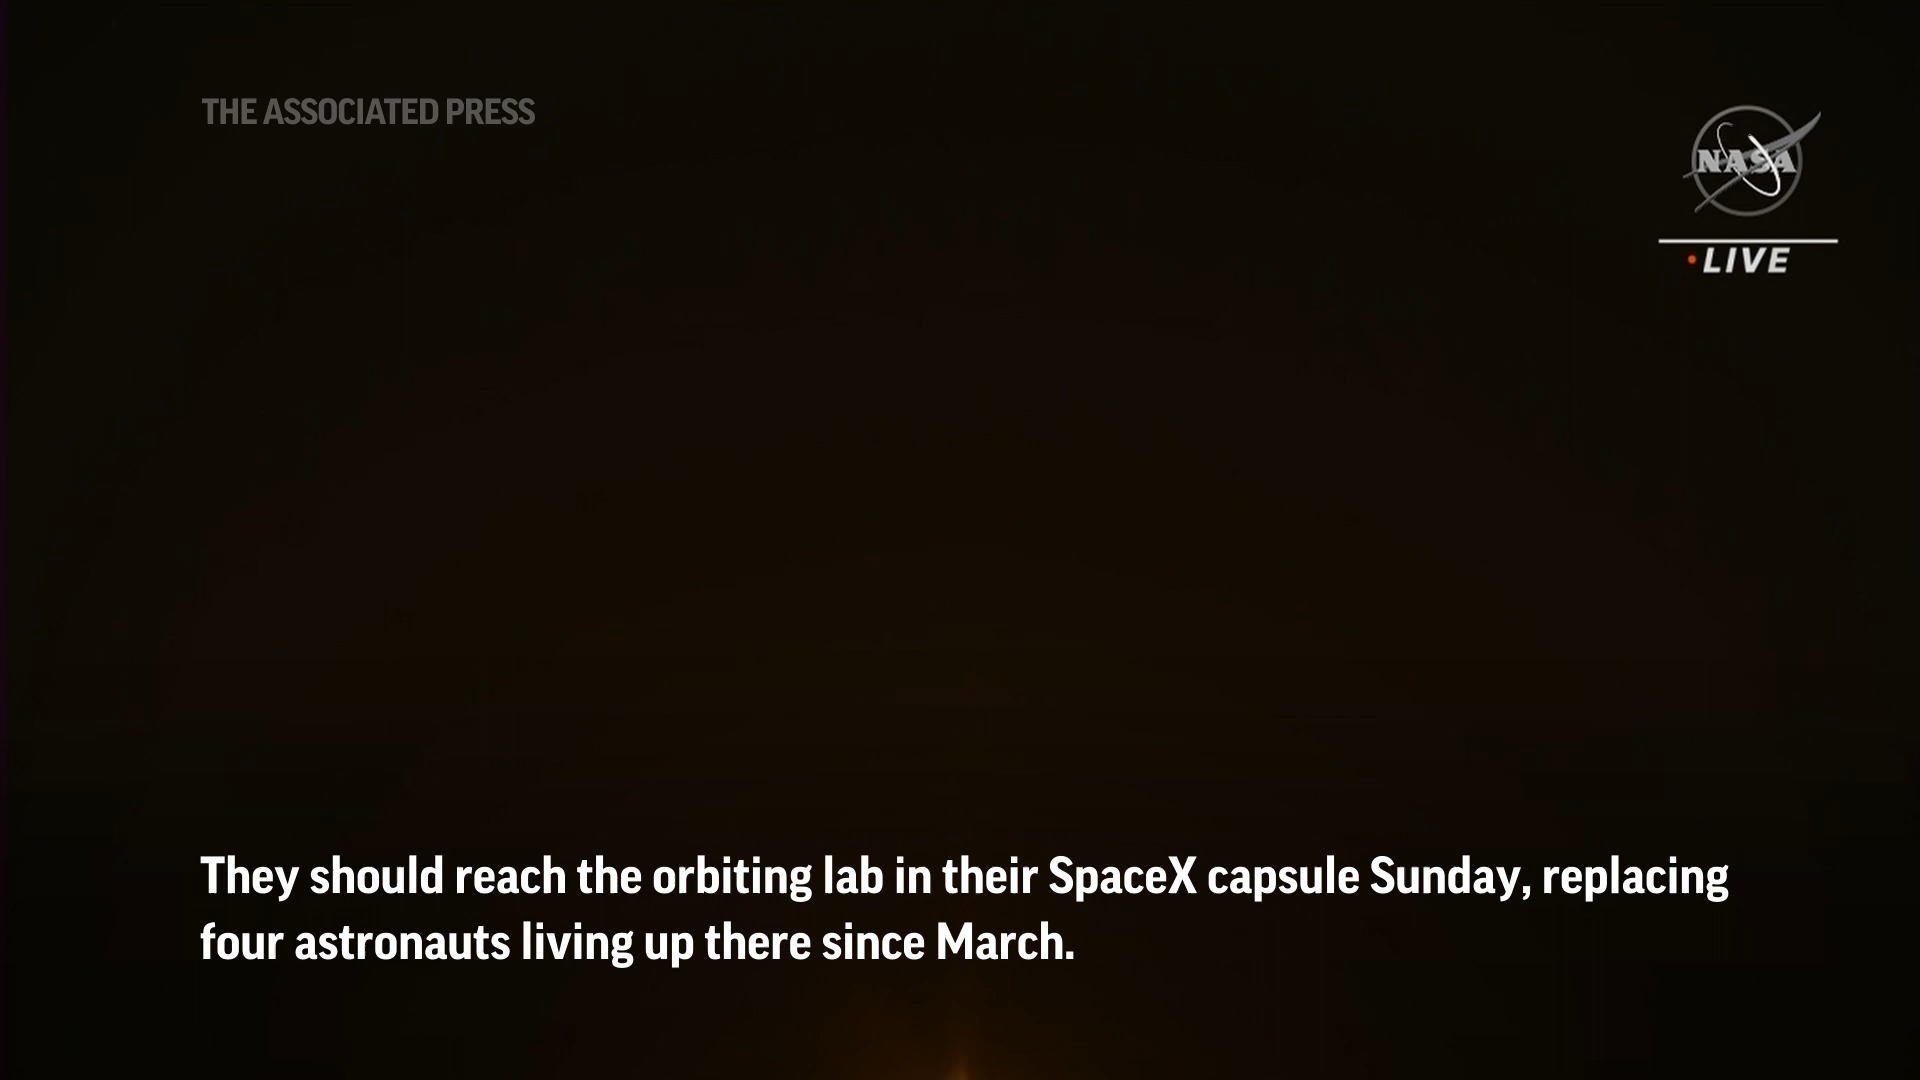 THE ASSOCIATED PRESS
NASA
LIVE
They should reach the orbiting lab in their SpaceX capsule Sunday, replacing
four astronauts living up there since March.